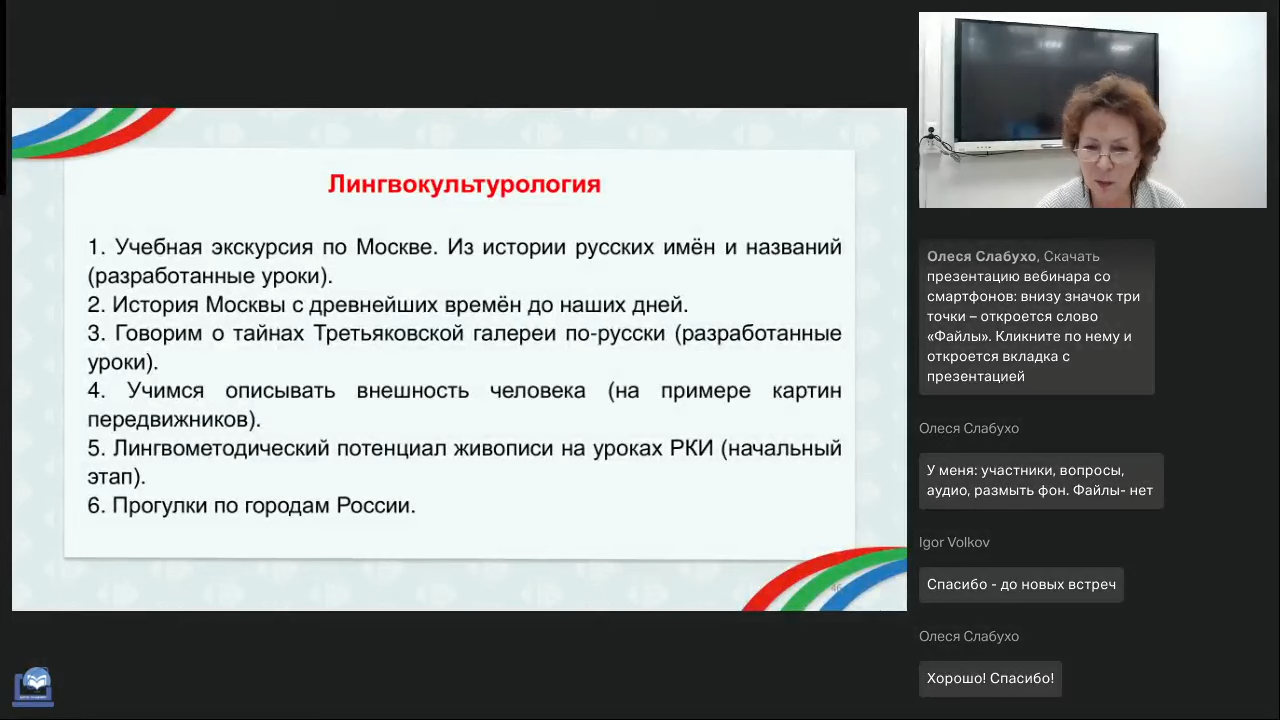 Лингвокультурология
1. Учебная экскурсия по Москве. Из истории русских имён и названий
(разработанные уроки).
2. История Москвы с древнейших времён до наших дней.
3. Говорим о тайнах Третьяковской галереи по-русски (разработанные
уроки).
4. Учимся описывать внешность человека (на примере картин
передвижников).
5. Лингвометодический потенциал живописи на уроках РКИ (начальный
этап).
6. Прогулки по городам России.
Олеся Слабухо, Скачать
презентацию вебинара со
смартфонов: внизу значок три
точки – откроется слово
«Файлы». Кликните по нему и
откроется вкладка с
презентацией
Олеся Слабухо
У меня: участники, вопросы,
аудио, размыть фон. Файлы- нет
Igor Volkov
Спасибо - до новых встреч
Олеся Слабухо
Хорошо! Спасибо!